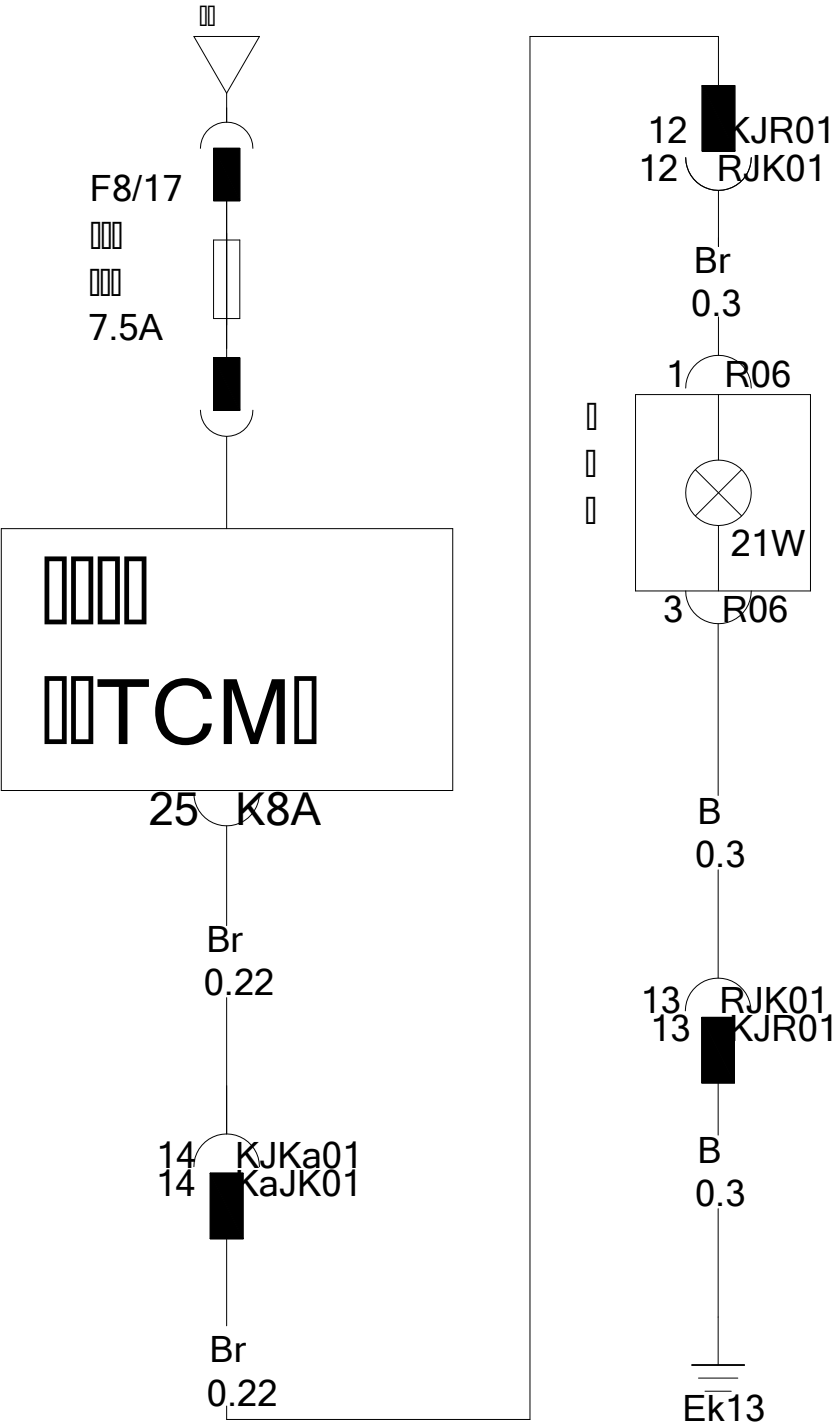 F8/17
7.5A
TCM
25 K8A
Br
0.22
14 KJKa01
14 KaJK01
Br
0.22
12 KJR01
12 RJK01
Br
0.3
1 R06
21W
3 R06
B
0.3
13 RJK01
13 KJR01
B
0.3
Ek13